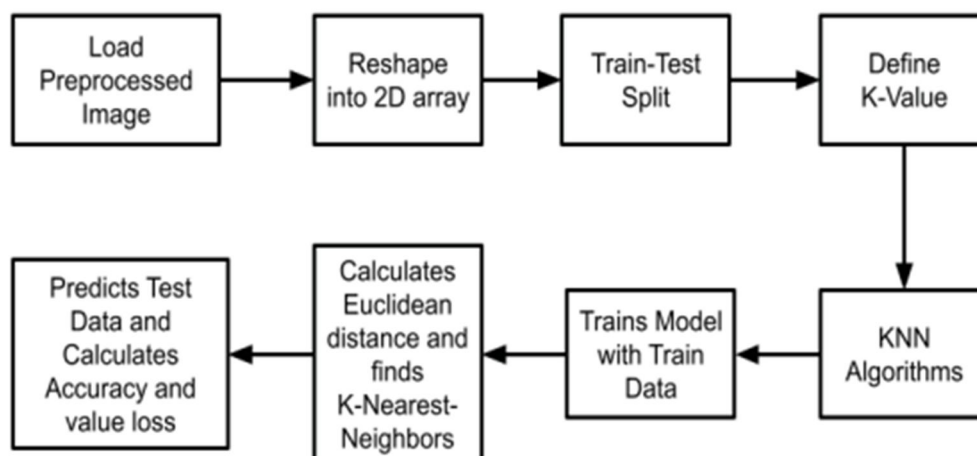 Load
Preprocessed
Image
Reshape
into 2D array
Train-Test
Split
Define
K-Value
KNN
Algorithms
Trains Model
with Train
Data
Calculates
Euclidean
distance and
finds
K-Nearest-
Neighbors
Predicts Test
Data and
Calculates
Accuracy and
value loss